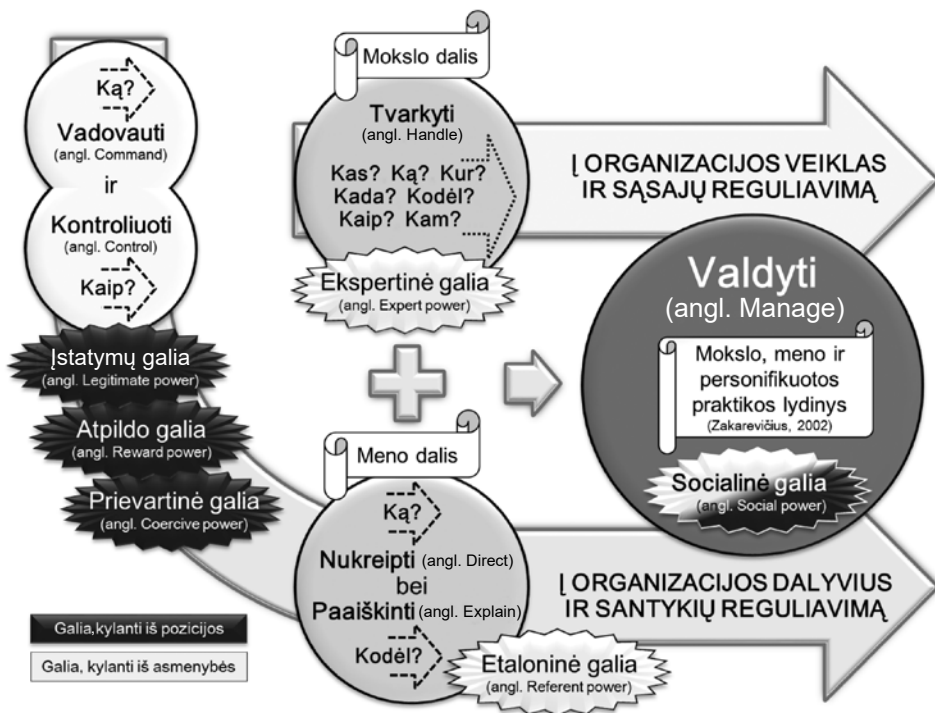 Ką?
Vadovauti
(angl. Command)
ir
Kontroliuoti
(angl. Control)
Kaip?
Įstatymų galia
(angl. Legitimate power)
Atpildo galia
(angl. Reward power)
Prievartinė galia
(angl. Coercive power)
Mokslo dalis
Tvarkyti
(angl. Handle)
Kas? Ką? Kur?
Kada? Kodėl?
Kaip? Kam?
Ekspertinė galia
(angl. Expert power)
Į ORGANIZACIJOS VEIKLAS
IR SĄSAJŲ REGULIAVIMĄ
Valdyti
(angl. Manage)
Mokslo, meno ir
personifikuotos
praktikos lydinys
(Zakarevičius, 2002)
Socialinė galia
(angl. Social power)
Meno dalis
Ką?
Nukreipti (angl. Direct)
bei
Paaiškinti (angl. Explain)
Kodėl?
Etaloninė galia
(angl. Referent power)
Į ORGANIZACIJOS DALYVIUS
IR SANTYKIŲ REGULIAVIMĄ
Galia,kylanti iš pozicijos
Galia, kylanti iš asmenybės